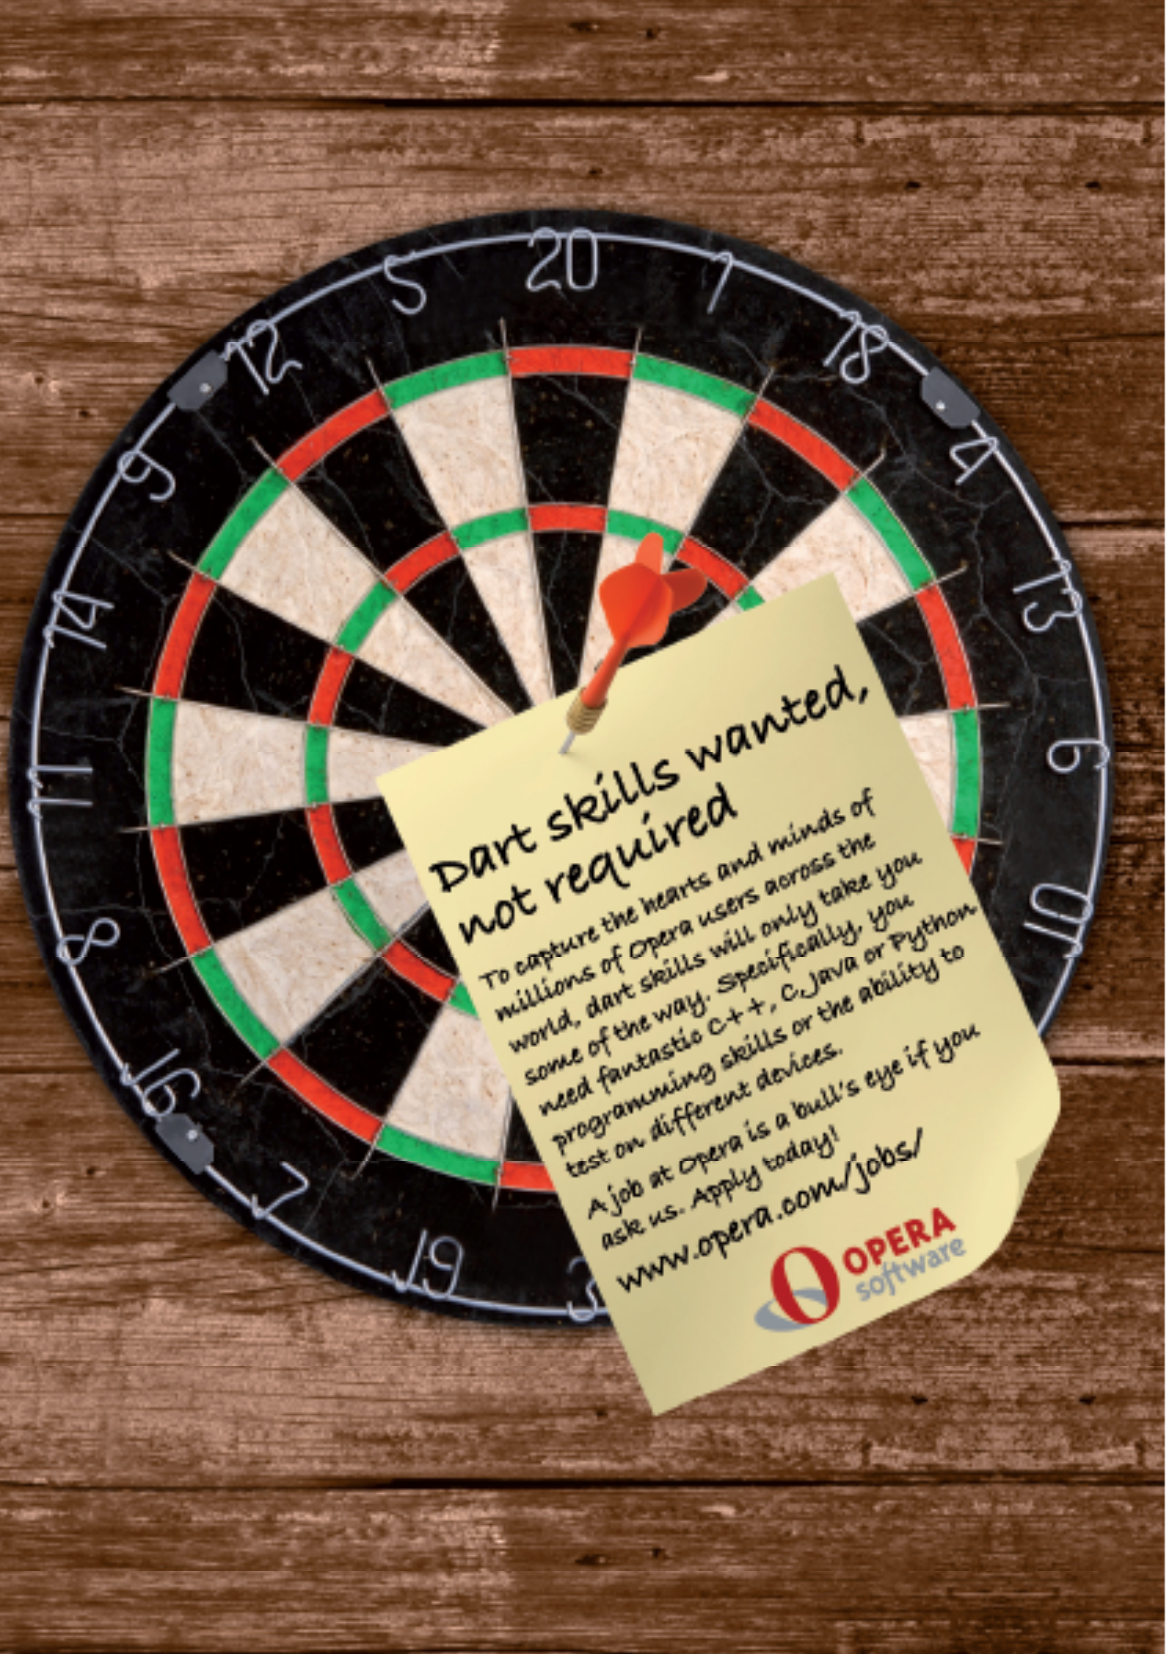 20
1
18
4
13
6
10
5
12
9
14
11
8
16
7
19
3
Dart skills wanted,
not required
To capture the hearts and minds of
millions of Opera users across the
world, dart skills will only take you
some of the way. Specifically, you
need fantastic C++, C, Java or Python
programming skills or the ability to
test on different devices.
A job at Opera is a bull's eye if you
ask us. Apply today!
www.opera.com/jobs/
OPERA
software